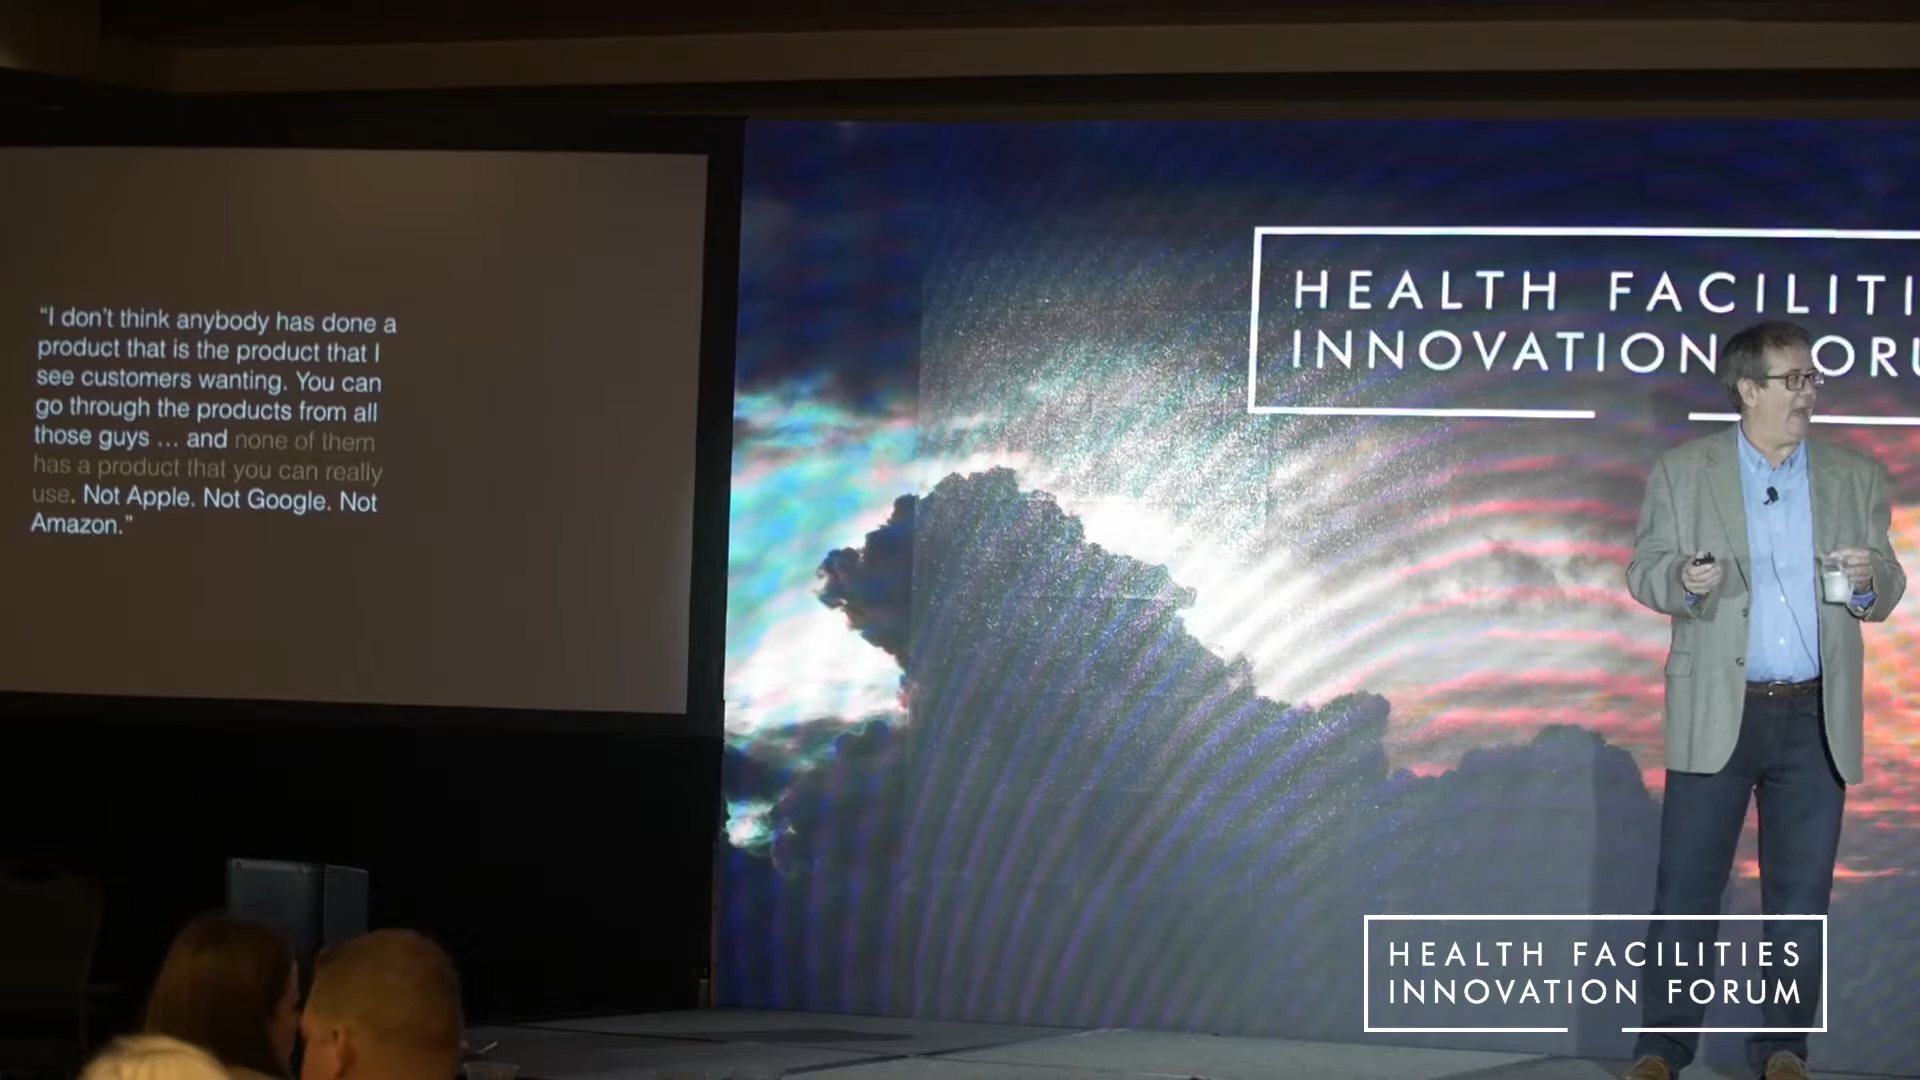 “I don't think anybody has done a
product that is the product that I
see customers wanting. You can
go through the products from all
those guys ... and none of them
has a product that you can really
use. Not Apple. Not Google. Not
Amazon.”
HEALTH FACILITI
INNOVATION ORU
HEALTH FACILITIES
INNOVATION FORUM